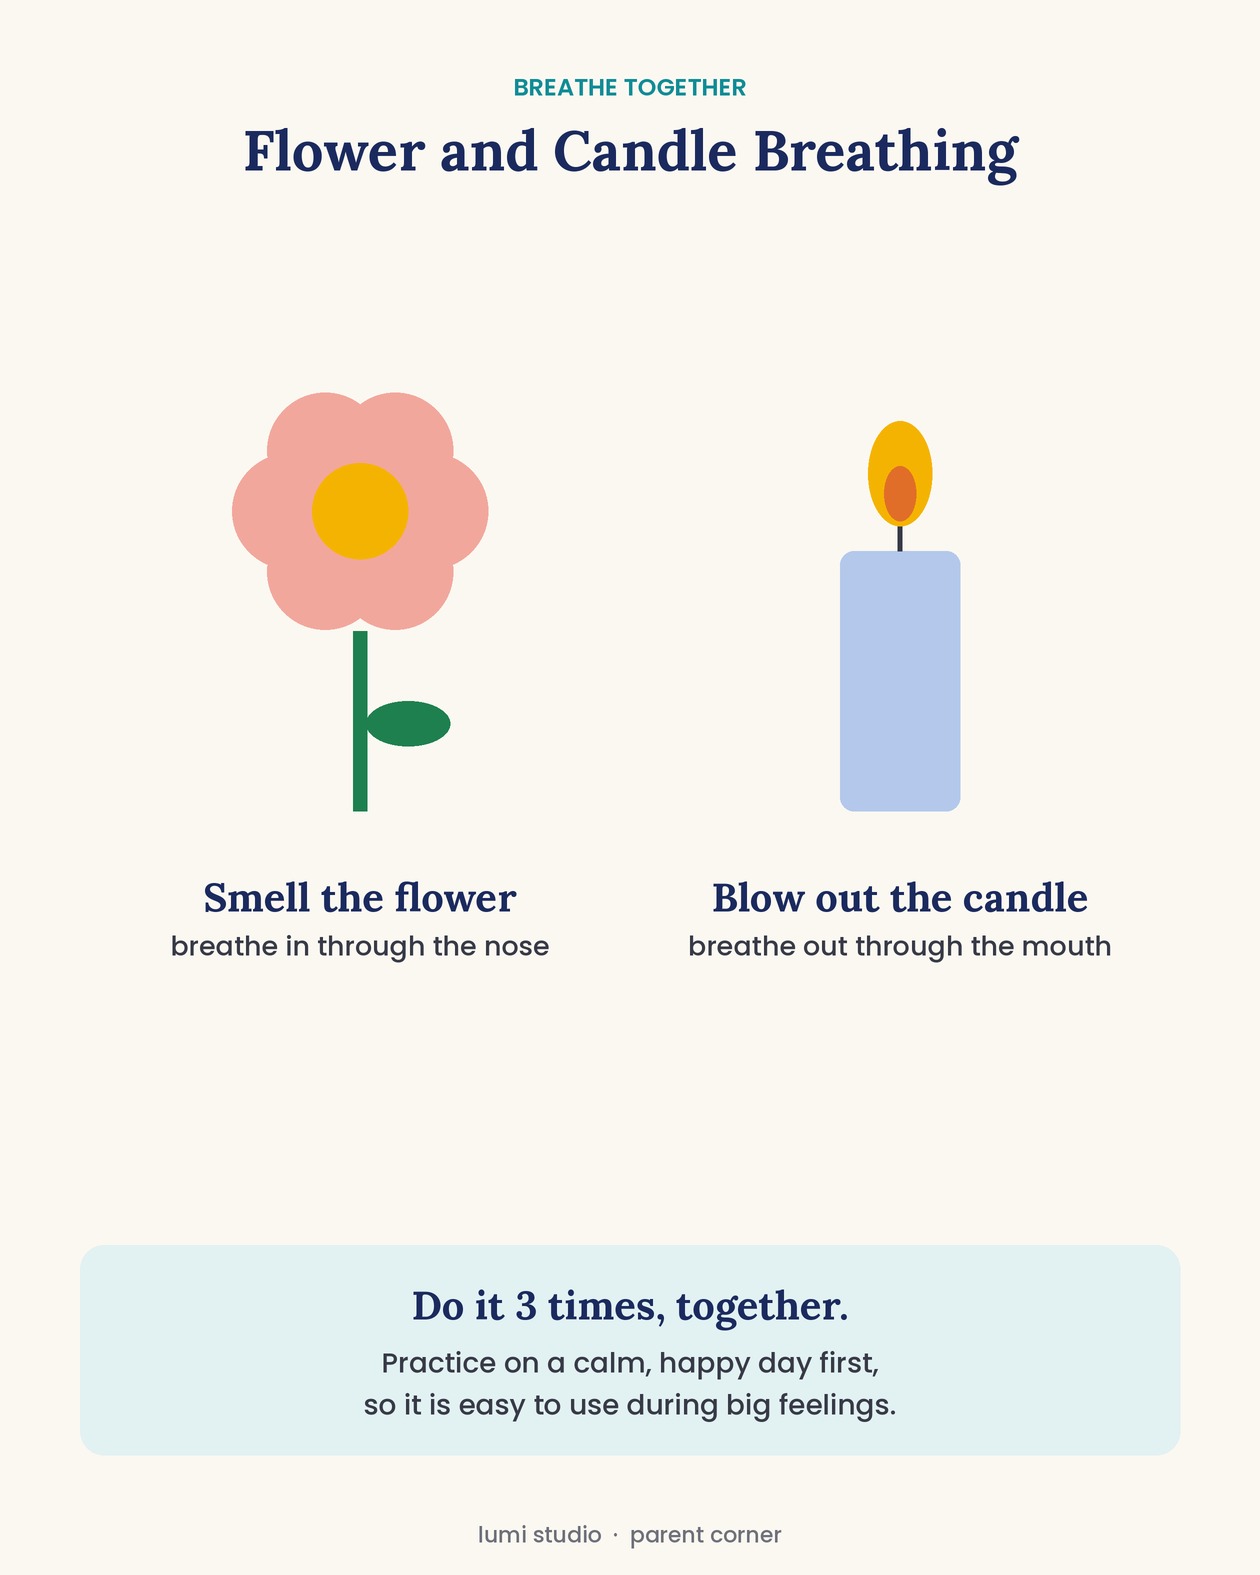 BREATHE TOGETHER
Flower and Candle Breathing
Smell the flower
breathe in through the nose
Blow out the candle
breathe out through the mouth
Do it 3 times, together.
Practice on a calm, happy day first,
so it is easy to use during big feelings.
lumi studio · parent corner